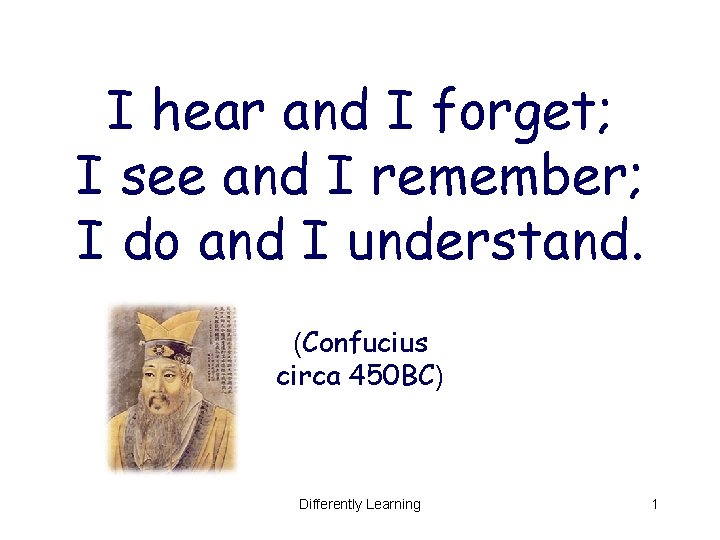 I hear and I forget;
I see and I remember;
I do and I understand.
(Confucius
circa 450BC)
Differently Learning
1